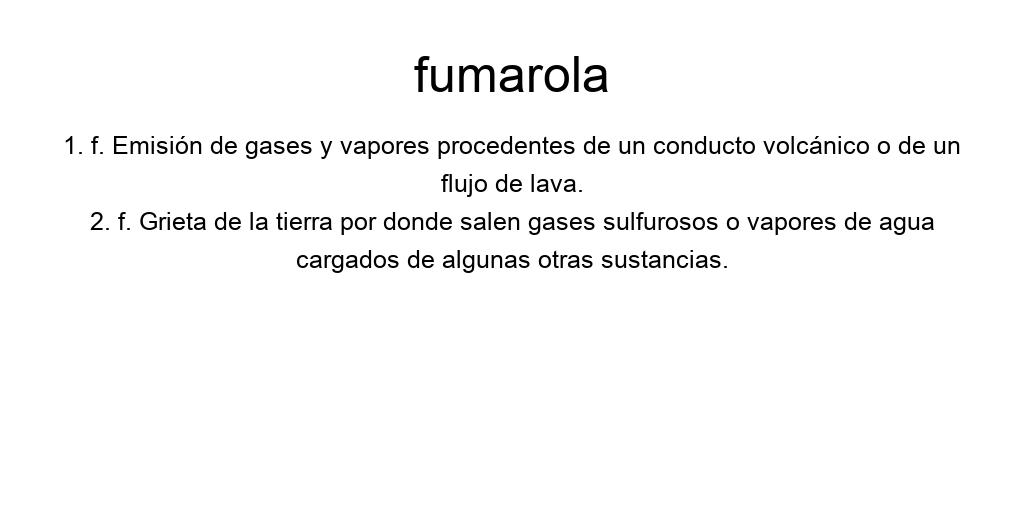 fumarola
1. f. Emisión de gases y vapores procedentes de un conducto volcánico o de un
flujo de lava.
2. f. Grieta de la tierra por donde salen gases sulfurosos o vapores de agua
cargados de algunas otras sustancias.